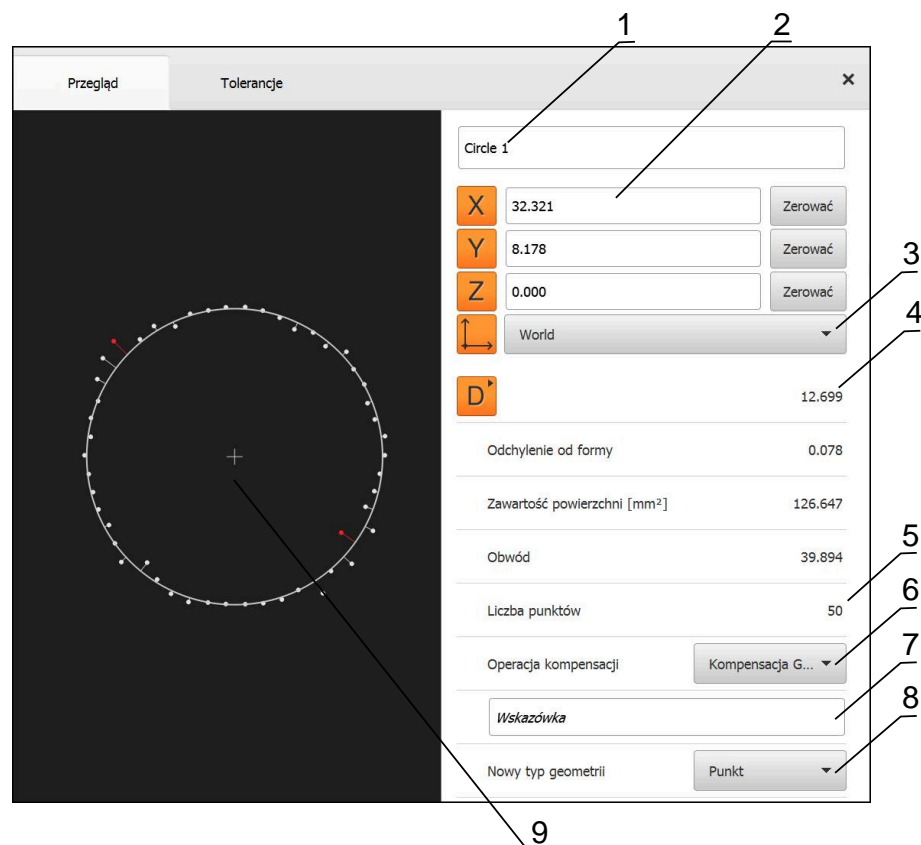 1 2
Przegląd Tolerancje ×
Circle 1
X 32.321 Zerować
Y 8.178 Zerować
3
Z 0.000 Zerować
4
World
D 12.699
Odchylenie od formy 0.078
Zawartość powierzchni [mm²] 126.647
5
Obwód 39.894
6
Liczba punktów 50
7
Operacja kompensacji Kompensacja G...
8
Wskazówka
Nowy typ geometrii Punkt
9